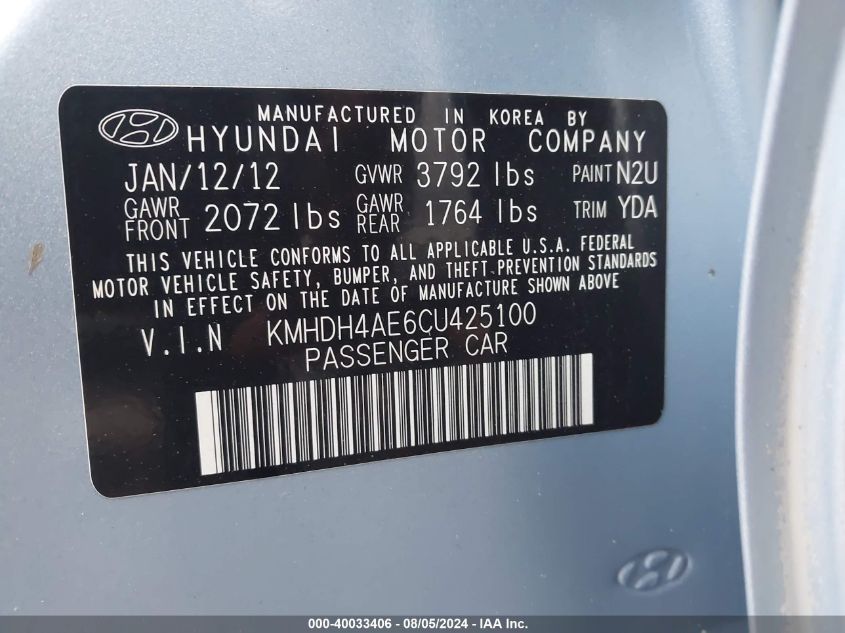 MANUFACTURED IN KOREA BY
HYUNDAI MOTOR COMPANY
JAN/12/12 GVWR 3792 lbs PAINT N2U
GAWR FRONT 2072 lbs GAWR REAR 1764 lbs TRIM YDA
THIS VEHICLE CONFORMS TO ALL APPLICABLE U.S.A. FEDERAL
MOTOR VEHICLE SAFETY, BUMPER, AND THEFT PREVENTION STANDARDS
IN EFFECT ON THE DATE OF MANUFACTURE SHOWN ABOVE
V.I.N KMHDH4AE6CU425100
PASSENGER CAR
000-40033406 - 08/05/2024 - IAA Inc.